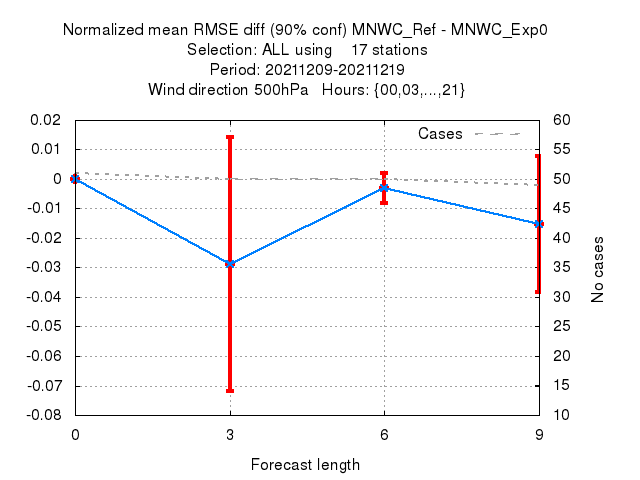 Normalized mean RMSE diff (90% conf) MNWC_Ref - MNWC_Exp0
Selection: ALL using    17 stations
Period: 20211209-20211219
Wind direction 500hPa   Hours: {00,03,...,21}
Cases
0.02
0.01
0
-0.01
-0.02
-0.03
-0.04
-0.05
-0.06
-0.07
-0.08
60
55
50
45
40
35
30
25
20
15
10
No cases
0 3 6 9
Forecast length